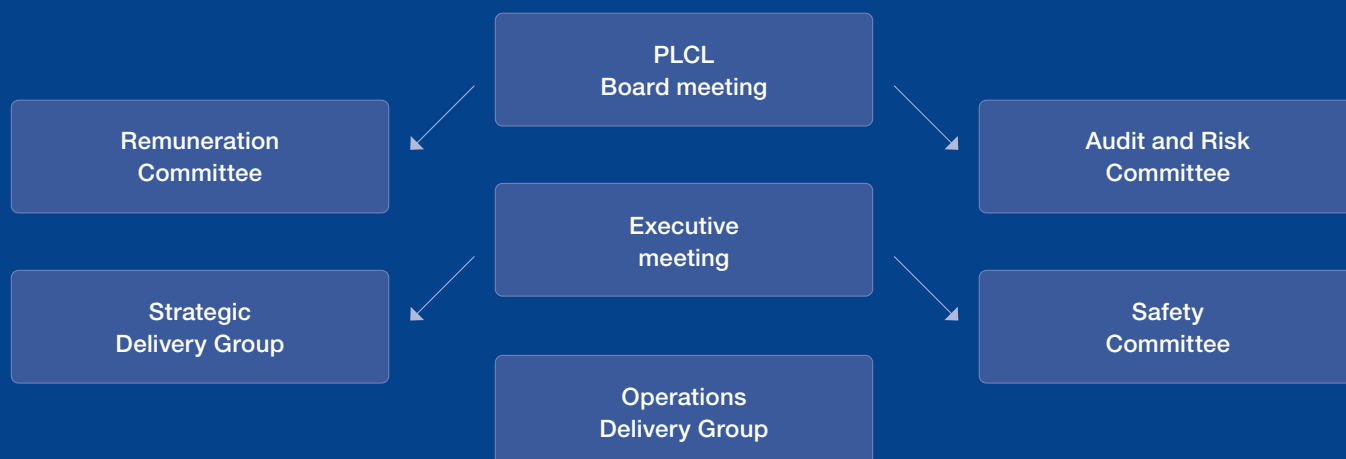 PLCL
Board meeting
Remuneration
Committee
Audit and Risk
Committee
Executive
meeting
Strategic
Delivery Group
Safety
Committee
Operations
Delivery Group